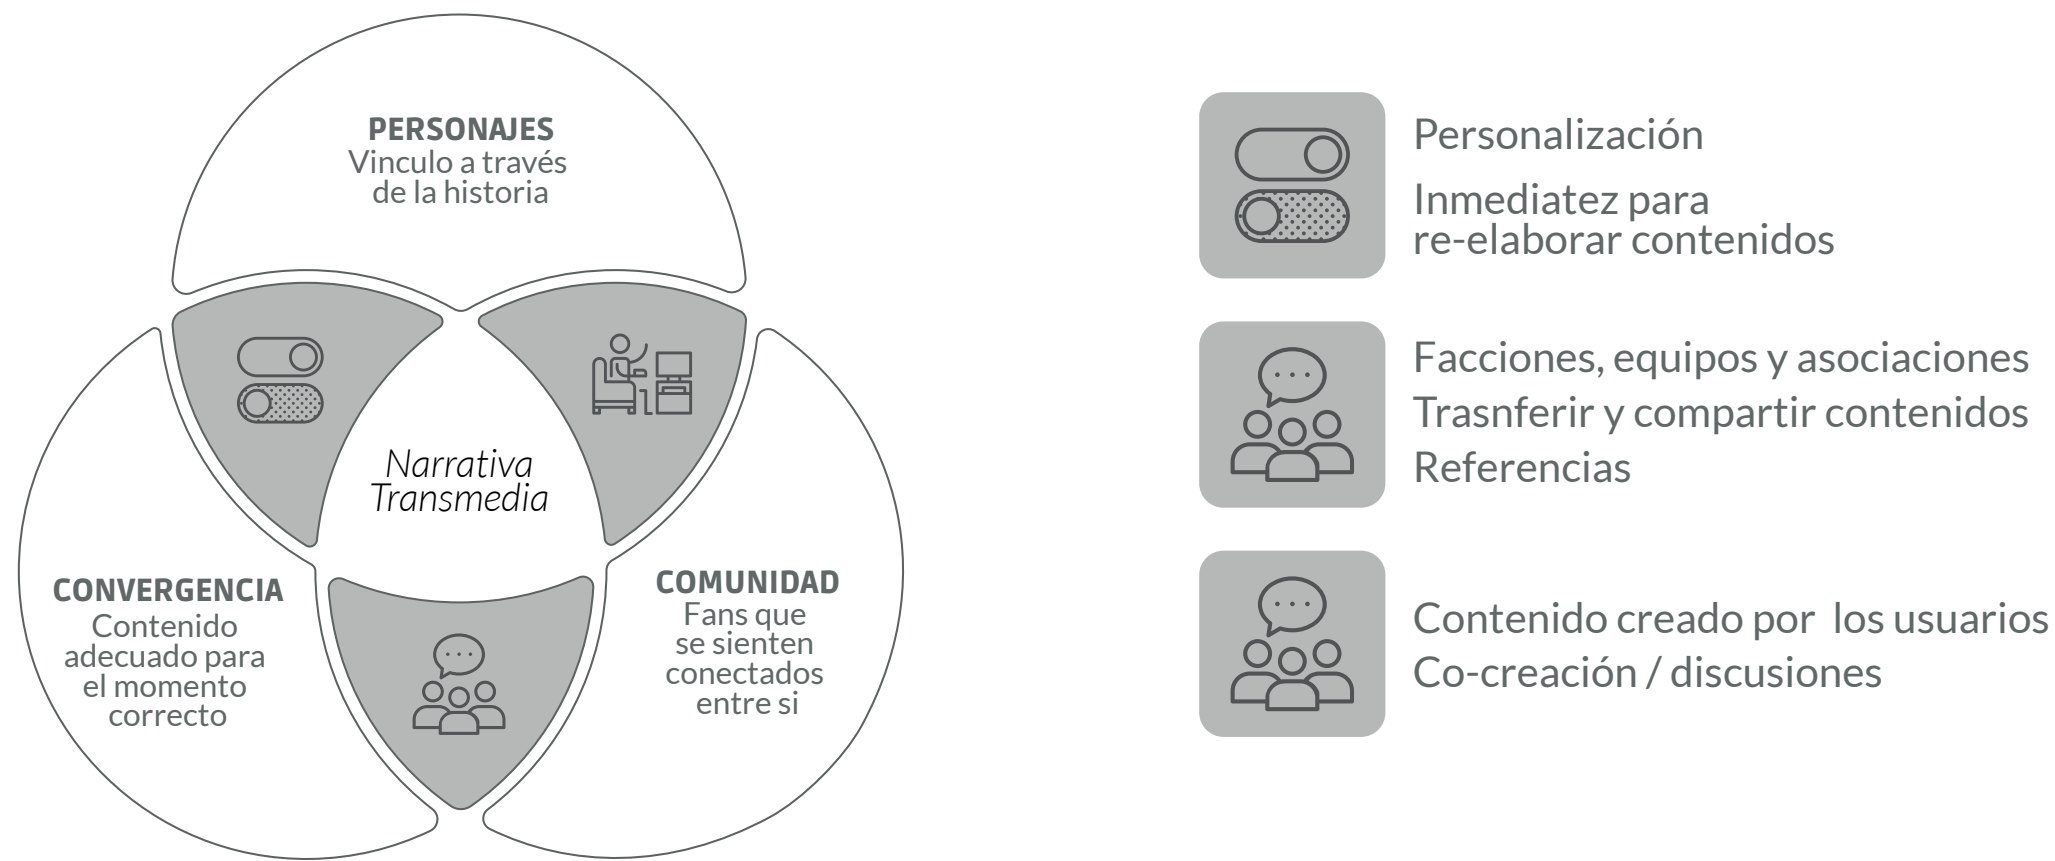 PERSONAJES
Vinculo a través
de la historia
Narrativa
Transmedia
CONVERGENCIA
Contenido
adecuado para
el momento
correcto
COMUNIDAD
Fans que
se sienten
conectados
entre si
Personalización
Inmediatez para
re-elaborar contenidos
Facciones, equipos y asociaciones
Trasnferir y compartir contenidos
Referencias
Contenido creado por  los usuarios
Co-creación / discusiones